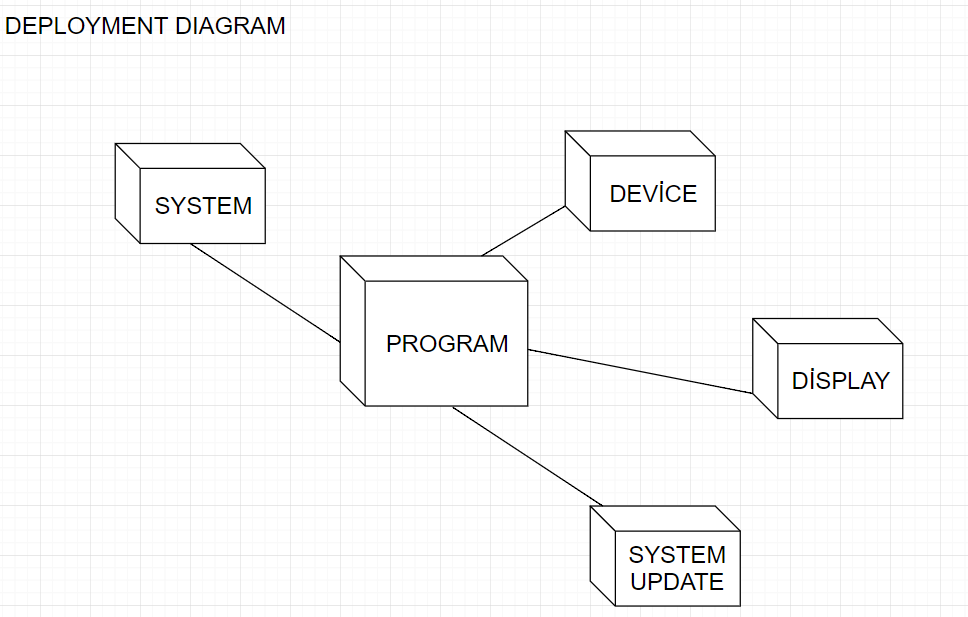 DEPLOYMENT DIAGRAM
SYSTEM
DEVİCE
PROGRAM
DİSPLAY
SYSTEM
UPDATE